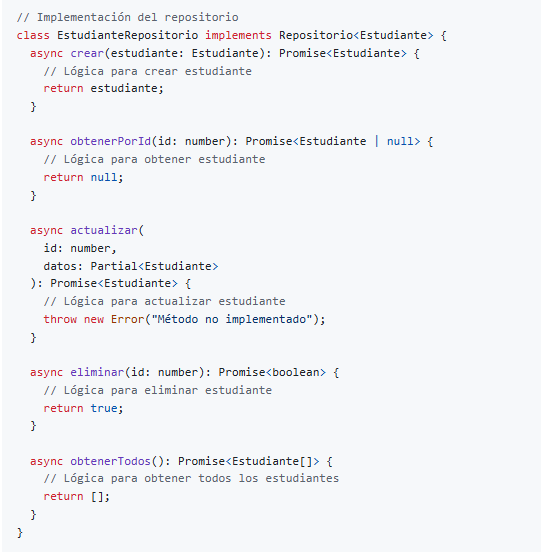 // Implementación del repositorio
class EstudianteRepositorio implements Repositorio<Estudiante> {
  async crear(estudiante: Estudiante): Promise<Estudiante> {
    // Lógica para crear estudiante
    return estudiante;
  }

  async obtenerPorId(id: number): Promise<Estudiante | null> {
    // Lógica para obtener estudiante
    return null;
  }

  async actualizar(
    id: number,
    datos: Partial<Estudiante>
  ): Promise<Estudiante> {
    // Lógica para actualizar estudiante
    throw new Error("Método no implementado");
  }

  async eliminar(id: number): Promise<boolean> {
    // Lógica para eliminar estudiante
    return true;
  }

  async obtenerTodos(): Promise<Estudiante[]> {
    // Lógica para obtener todos los estudiantes
    return [];
  }
}